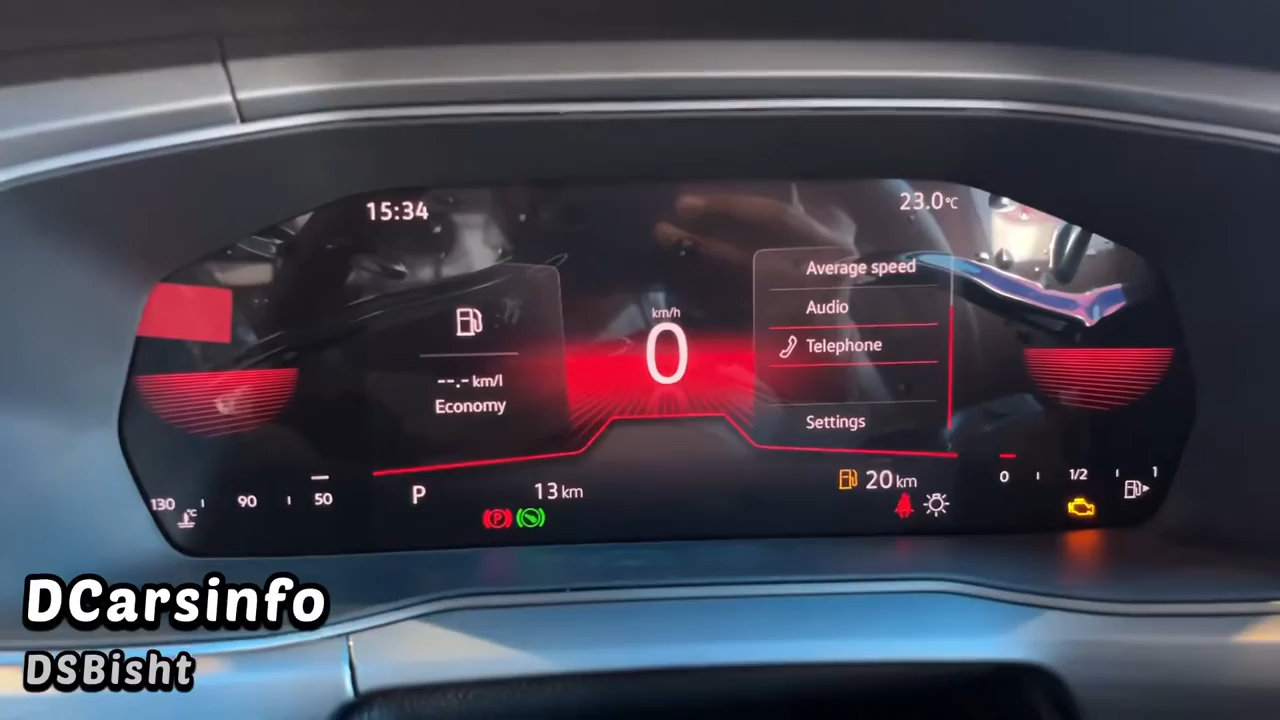 15:34
23.0°C
km/h
0
--.- km/l
Economy
Average speed
Audio
Telephone
Settings
130
°C
90
50
P
13 km
20 km
0
1/2
1
P
DCarsinfo
DSBisht